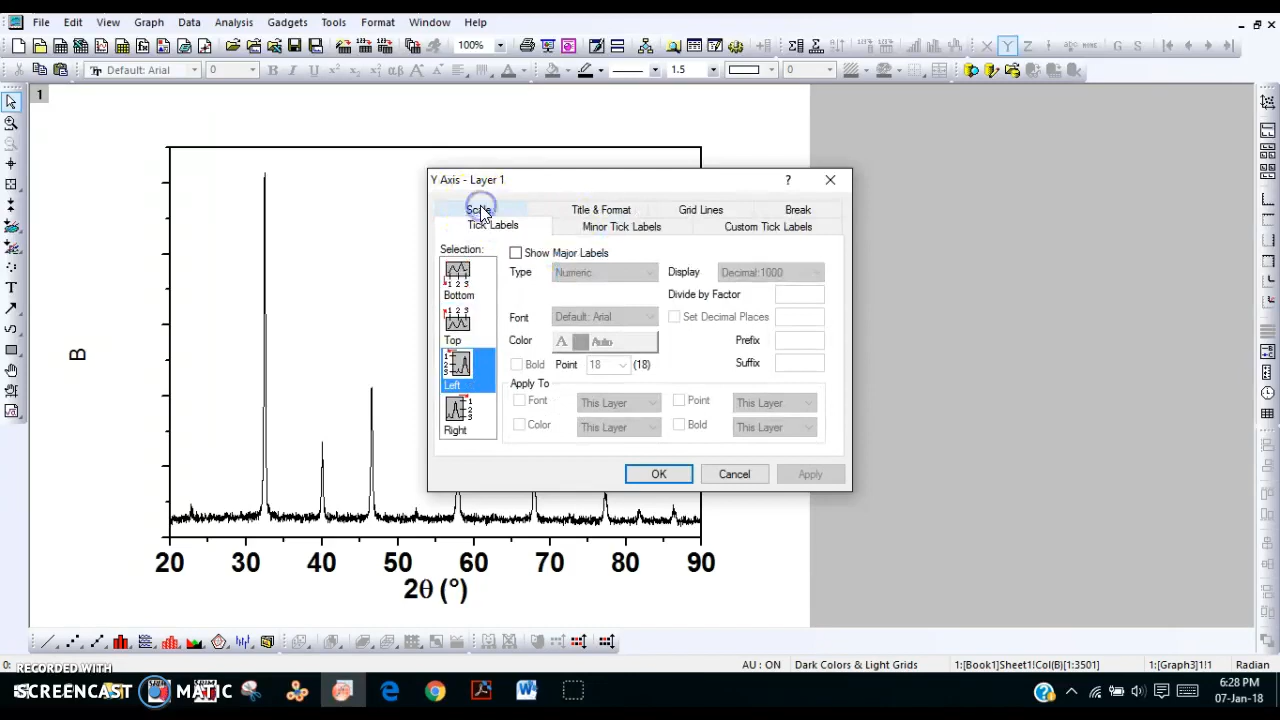 File Edit View Graph Data Analysis Gadgets Tools Format Window Help
100%
Default: Arial 0 B I U 1.5 0
1
Y Axis - Layer 1 ?
Scale Title & Format Grid Lines Break
Tick Labels Minor Tick Labels Custom Tick Labels
Selection:
Bottom
Top
Left
Right
Show Major Labels
Type Numeric Display Decimal:1000
Divide by Factor
Font Default: Arial Set Decimal Places
Color A Auto Prefix
Bold Point 18 (18) Suffix
Apply To
Font This Layer Point This Layer
Color This Layer Bold This Layer
OK Cancel Apply
B
20 30 40 50 60 70 80 90
2θ (°)
0: AU : ON Dark Colors & Light Grids 1:[Book1]Sheet1!Col(B)[1:3501] 1:[Graph3]1!1 Radian
RECORDED WITH
SCREENCAST MATIC
6:28 PM
07-Jan-18